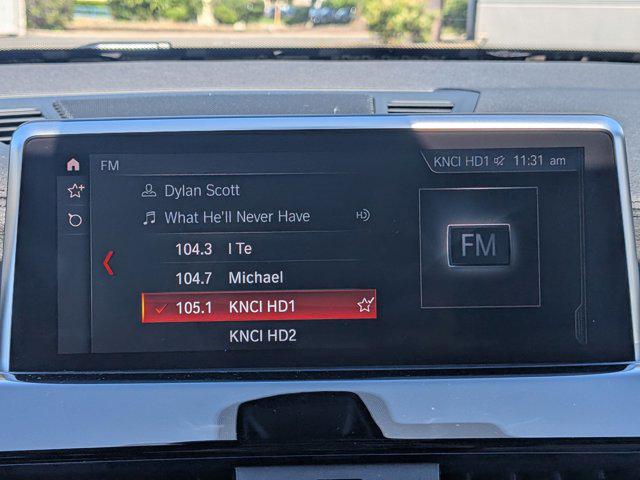 FM KNCI HD1 11:31 am
Dylan Scott
What He'll Never Have HD
104.3 I Te
104.7 Michael
105.1 KNCI HD1
KNCI HD2
FM